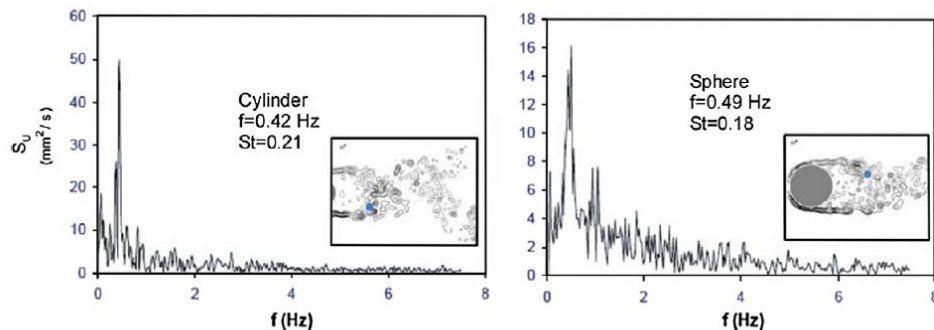 60
50
40
30
20
10
0
S_U
(mm²/ s)
Cylinder
f=0.42 Hz
St=0.21
0 2 4 6 8
f (Hz)
18
16
14
12
10
8
6
4
2
0
Sphere
f=0.49 Hz
St=0.18
0 2 4 6 8
f (Hz)